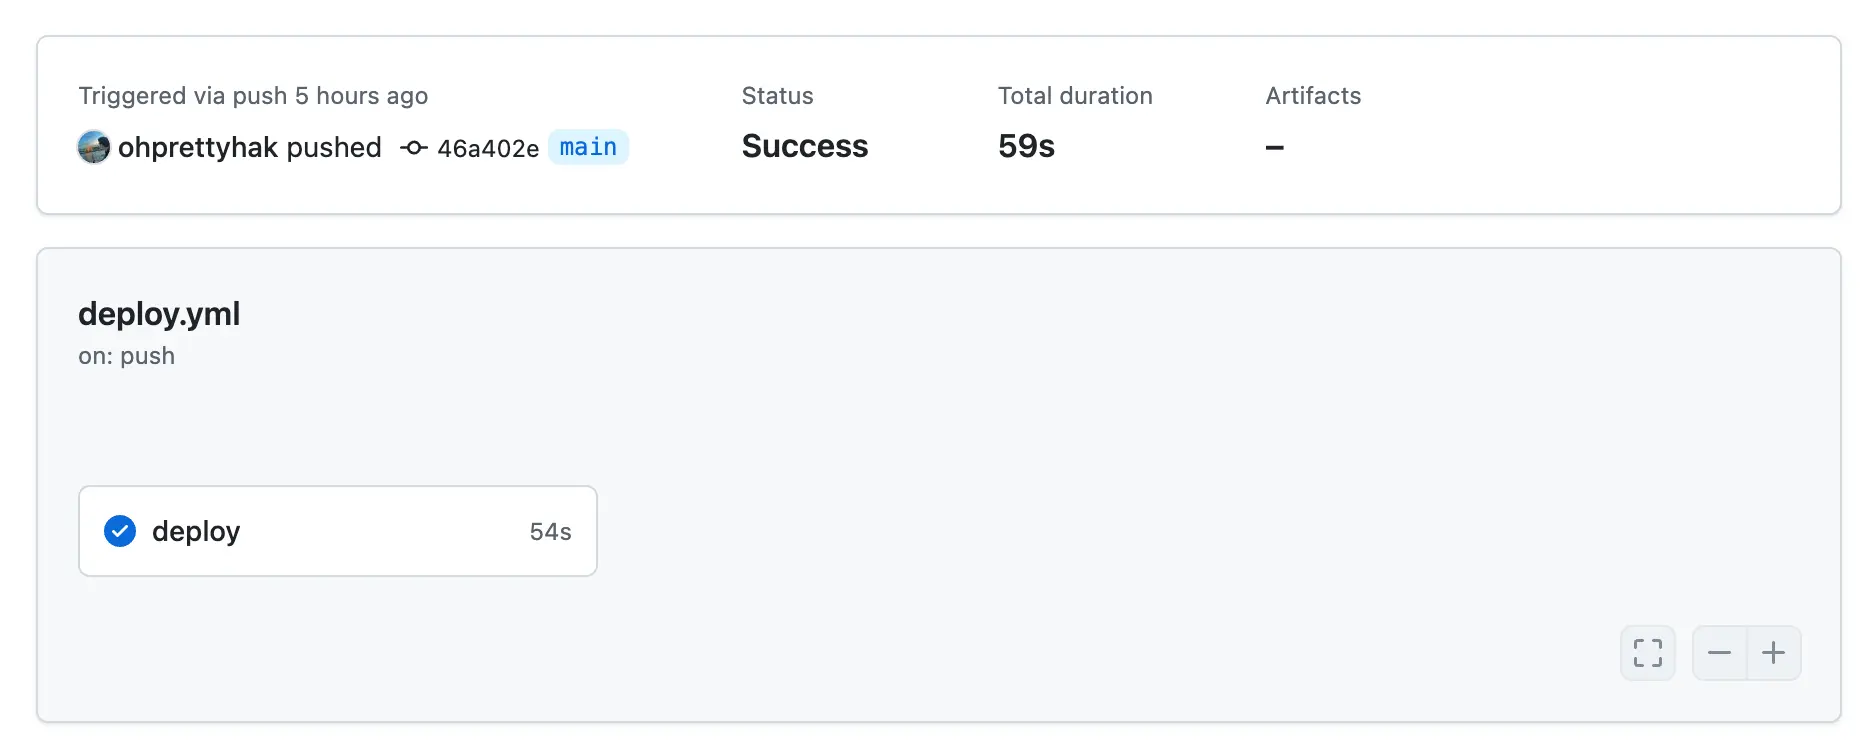 Triggered via push 5 hours ago
ohprettyhak pushed 46a402e main
Status
Success
Total duration
59s
Artifacts
–
deploy.yml
on: push
deploy 54s